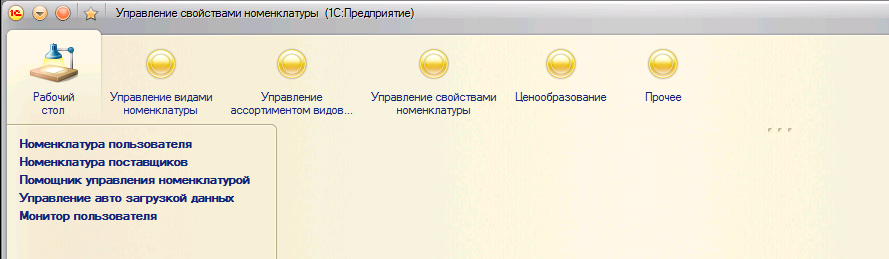 1С Управление свойствами номенклатуры (1С:Предприятие)
Рабочий
стол
Управление видами
номенклатуры
Управление
ассортиментом видов...
Управление свойствами
номенклатуры
Ценообразование
Прочее
Номенклатура пользователя
Номенклатура поставщиков
Помощник управления номенклатурой
Управление авто загрузкой данных
Монитор пользователя